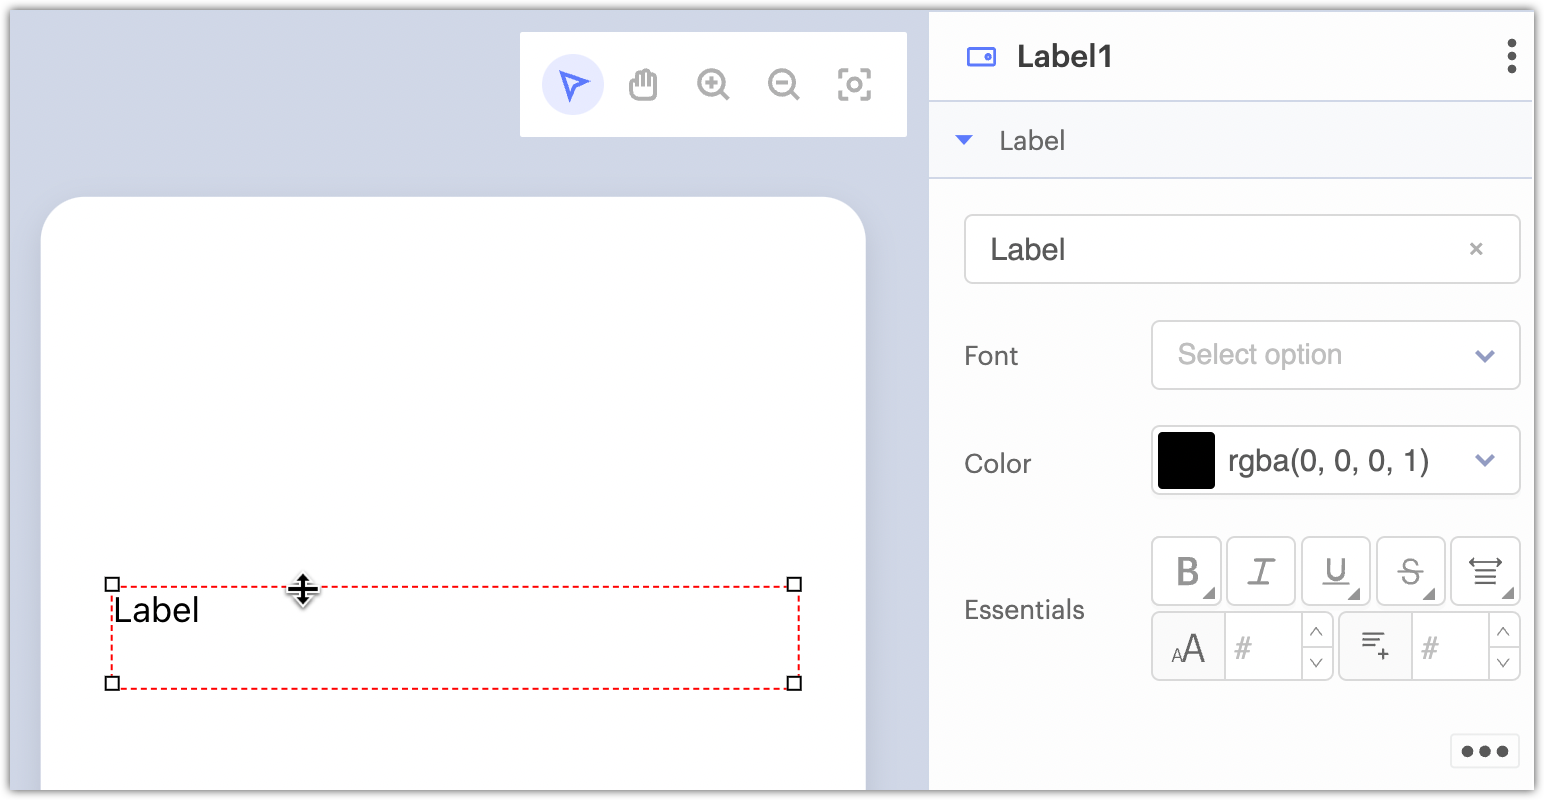 Label1
Label
Label
Font
Select option
Color
rgba(0, 0, 0, 1)
Essentials
B I U S
AA # #
Label